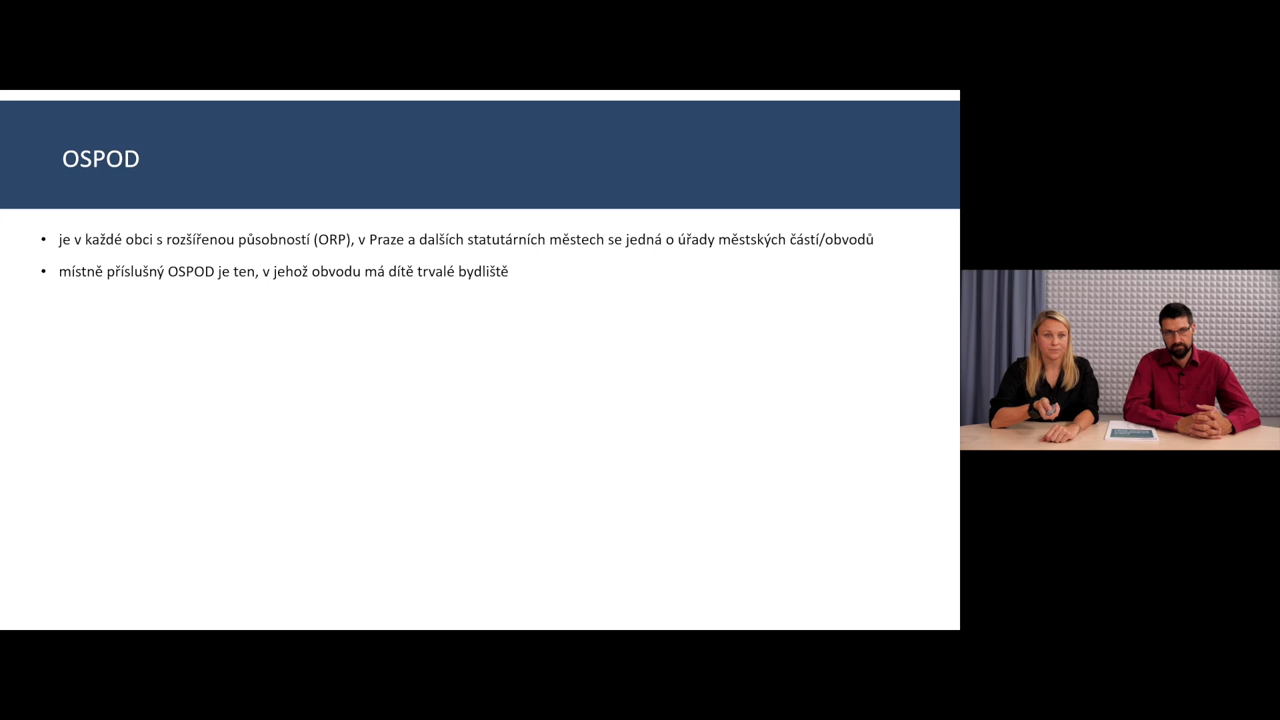 OSPOD
• je v každé obci s rozšířenou působností (ORP), v Praze a dalších statutárních městech se jedná o úřady městských částí/obvodů
• místně příslušný OSPOD je ten, v jehož obvodu má dítě trvalé bydliště